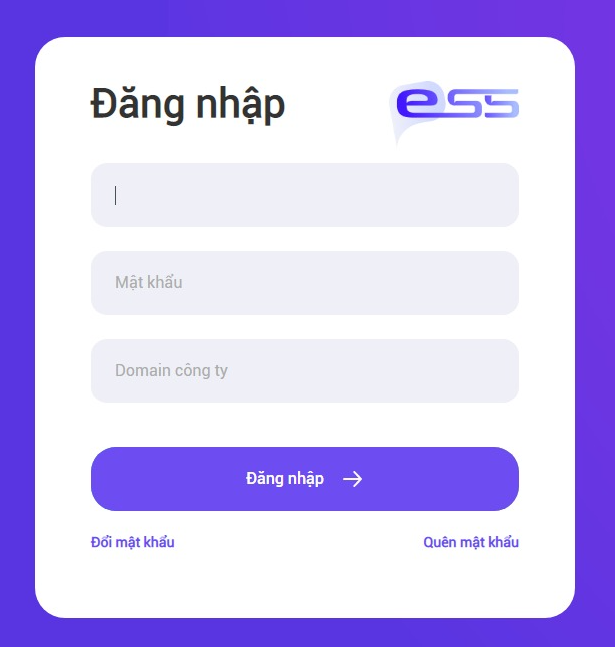 Đăng nhập
ess
Mật khẩu
Domain công ty
Đăng nhập
Đổi mật khẩu
Quên mật khẩu